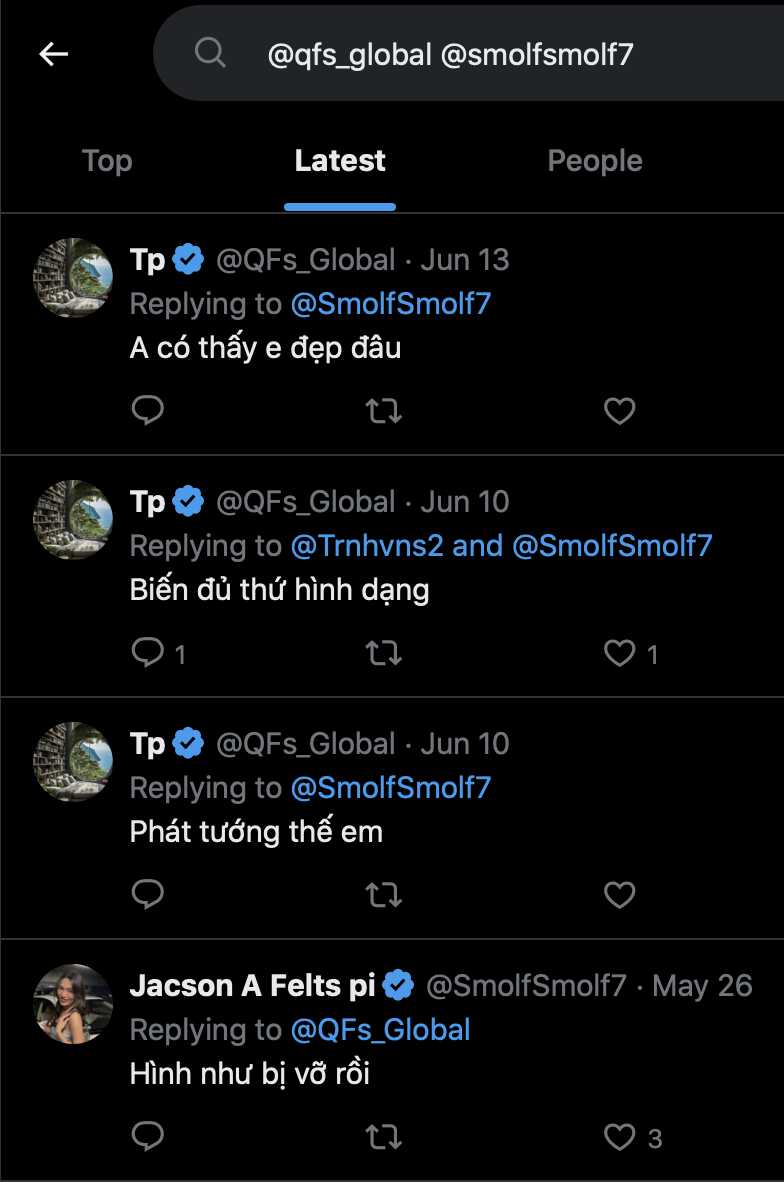 @qfs_global @smolfsmolf7
Top Latest People
Tp @QFs_Global · Jun 13
Replying to @SmolfSmolf7
A có thấy e đẹp đâu
Tp @QFs_Global · Jun 10
Replying to @Trnhvns2 and @SmolfSmolf7
Biến đủ thứ hình dạng
1 1
Tp @QFs_Global · Jun 10
Replying to @SmolfSmolf7
Phát tướng thế em
Jacson A Felts pi @SmolfSmolf7 · May 26
Replying to @QFs_Global
Hình như bị vỡ rồi
3